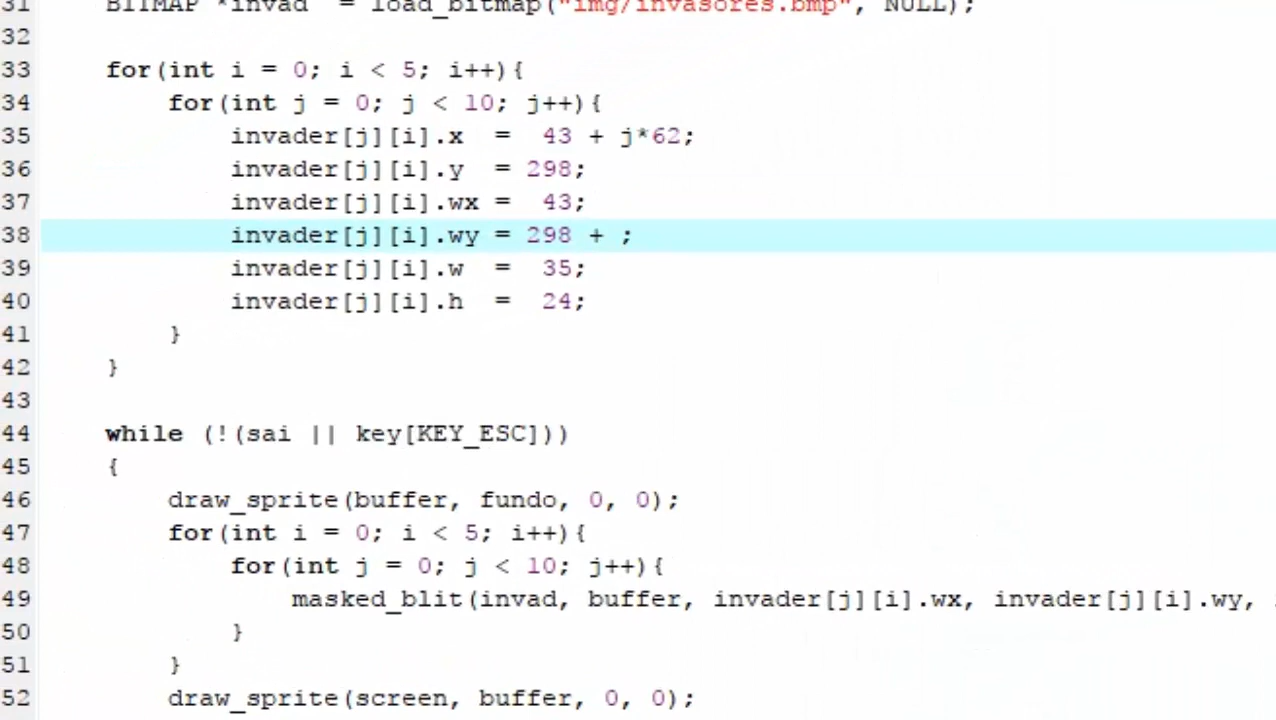 31 BITMAP *invad = load_bitmap("img/invasores.bmp", NULL);
32
33 for(int i = 0; i < 5; i++){
34 for(int j = 0; j < 10; j++){
35 invader[j][i].x = 43 + j*62;
36 invader[j][i].y = 298;
37 invader[j][i].wx = 43;
38 invader[j][i].wy = 298 + ;
39 invader[j][i].w = 35;
40 invader[j][i].h = 24;
41 }
42 }
43
44 while (!(sai || key[KEY_ESC]))
45 {
46 draw_sprite(buffer, fundo, 0, 0);
47 for(int i = 0; i < 5; i++){
48 for(int j = 0; j < 10; j++){
49 masked_blit(invad, buffer, invader[j][i].wx, invader[j][i].wy,
50 }
51 }
52 draw_sprite(screen, buffer, 0, 0);